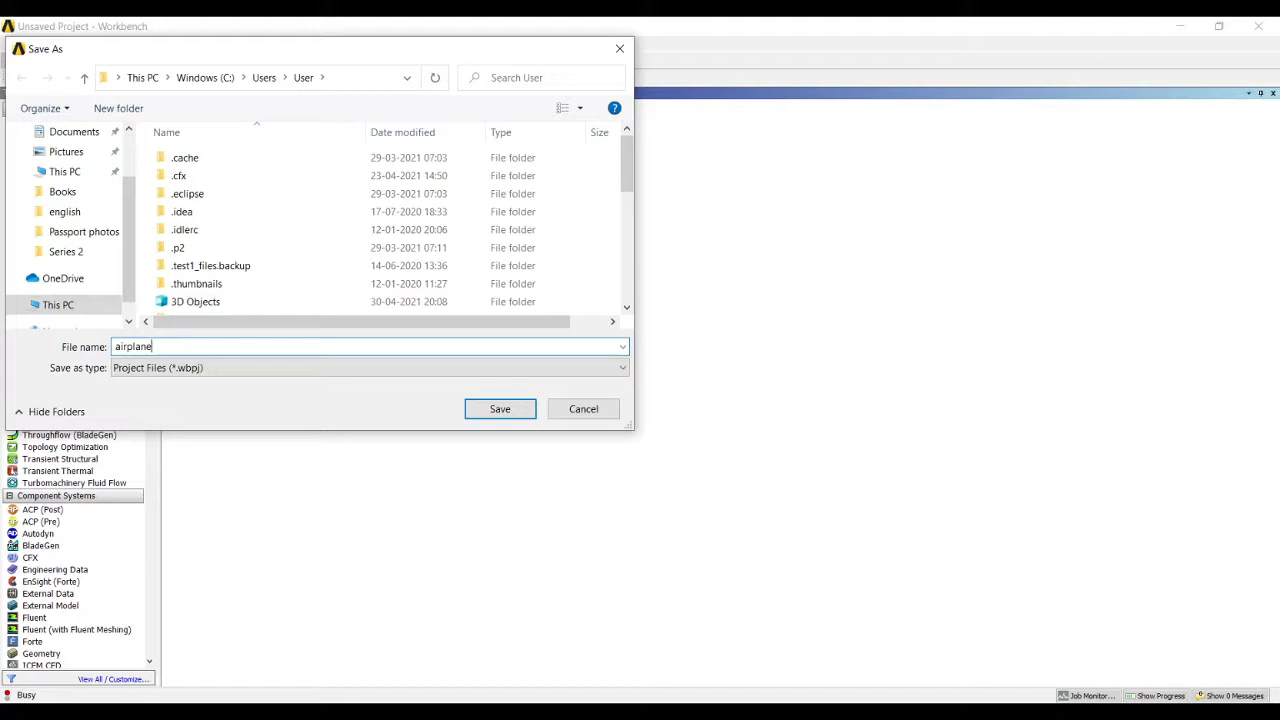 Unsaved Project - Workbench
Save As
This PC > Windows (C:) > Users > User >
Search User
Organize
New folder
Name Date modified Type Size
Documents
Pictures
This PC
Books
english
Passport photos
Series 2
OneDrive
This PC
.cache 29-03-2021 07:03 File folder
.cfx 23-04-2021 14:50 File folder
.eclipse 29-03-2021 07:03 File folder
.idea 17-07-2020 18:33 File folder
.idlerc 12-01-2020 20:06 File folder
.p2 29-03-2021 07:11 File folder
.test1_files.backup 14-06-2020 13:36 File folder
.thumbnails 12-01-2020 11:27 File folder
3D Objects 30-04-2021 20:08 File folder
File name: airplane
Save as type: Project Files (*.wbpj)
Hide Folders
Save
Cancel
Throughflow (BladeGen)
Topology Optimization
Transient Structural
Transient Thermal
Turbomachinery Fluid Flow
Component Systems
ACP (Post)
ACP (Pre)
Autodyn
BladeGen
CFX
Engineering Data
EnSight (Forte)
External Data
External Model
Fluent
Fluent (with Fluent Meshing)
Forte
Geometry
ICEM CFD
View All / Customize...
Busy
Job Monitor...
Show Progress
Show 0 Messages